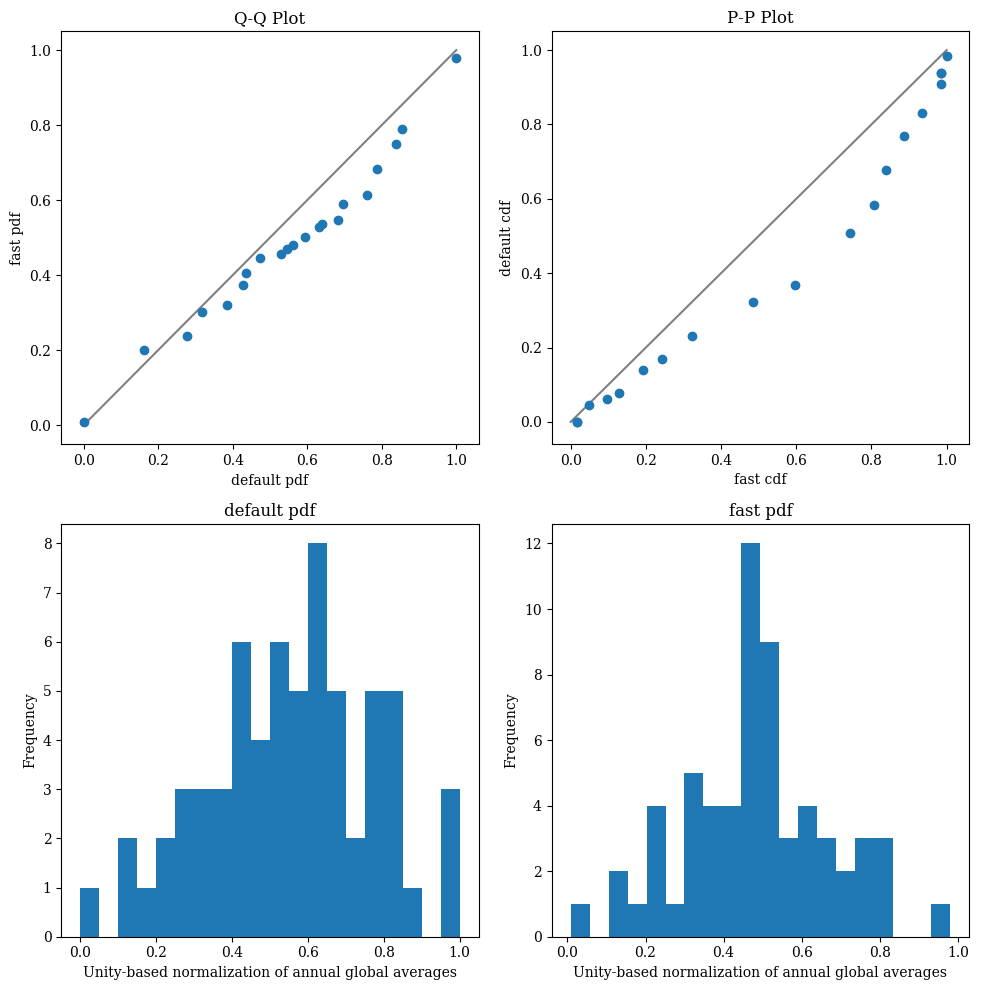 Q-Q Plot
1.0
0.8
0.6
0.4
0.2
0.0
fast pdf
0.0 0.2 0.4 0.6 0.8 1.0
default pdf
P-P Plot
1.0
0.8
0.6
0.4
0.2
0.0
default cdf
0.0 0.2 0.4 0.6 0.8 1.0
fast cdf
default pdf
8
7
6
5
4
3
2
1
0
Frequency
0.0 0.2 0.4 0.6 0.8 1.0
Unity-based normalization of annual global averages
fast pdf
12
10
8
6
4
2
0
Frequency
0.0 0.2 0.4 0.6 0.8 1.0
Unity-based normalization of annual global averages